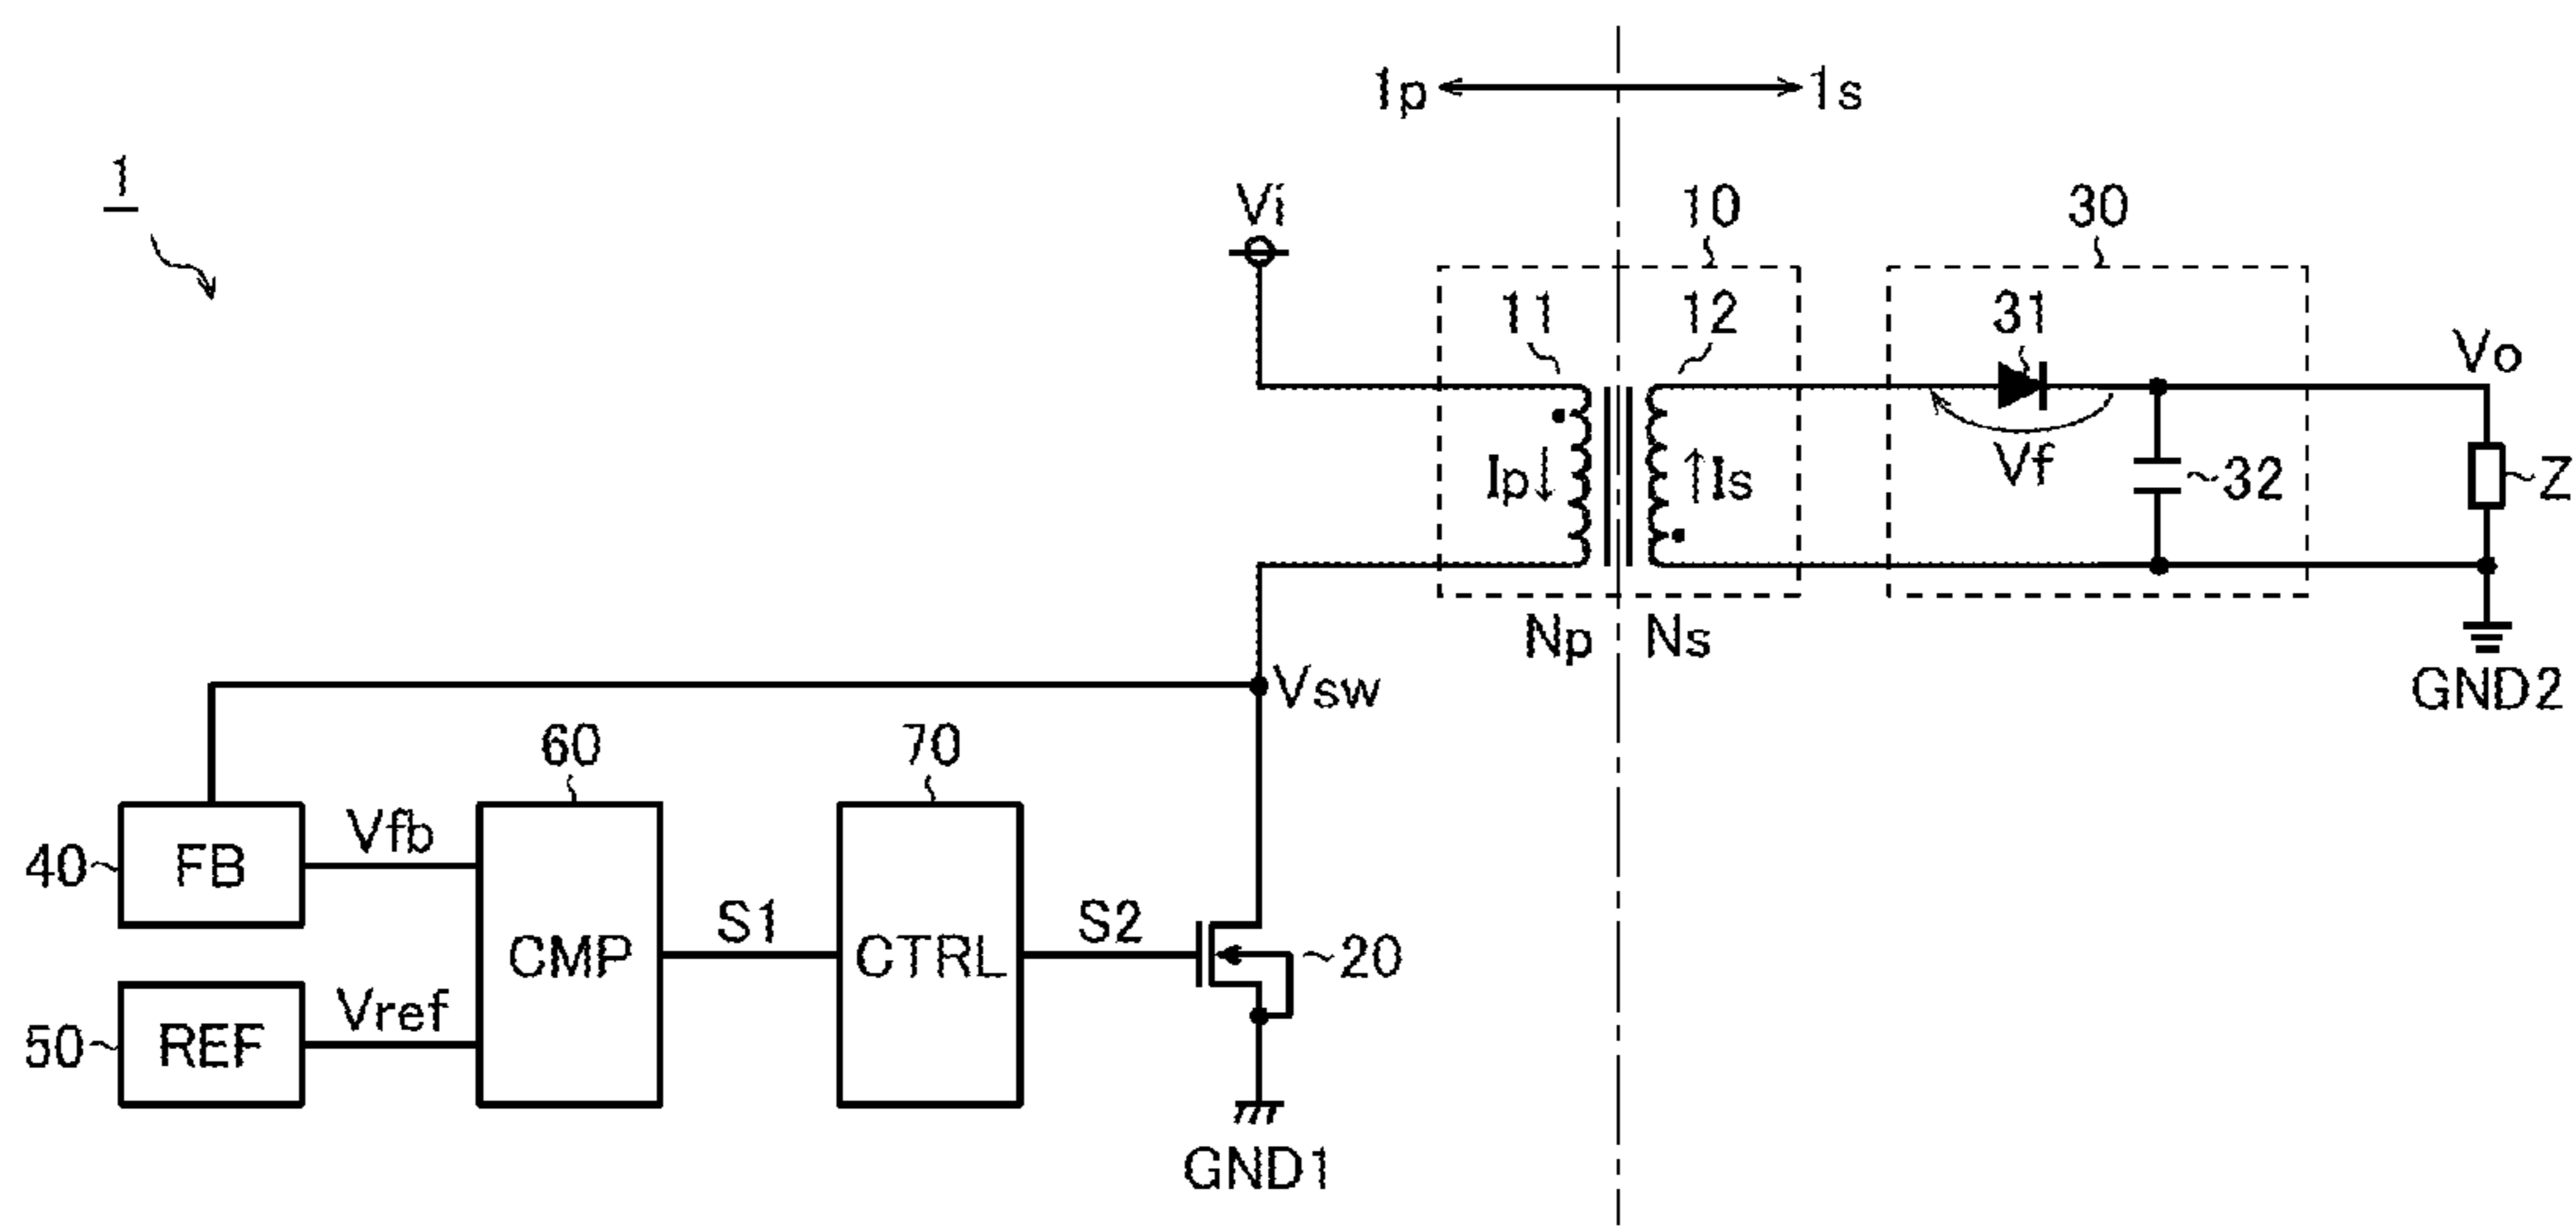 1p
1s
1
Vi
10
30
11
12
31
Vo
Ip
Is
Vf
~32
~Z
Np
Ns
Vsw
GND2
60
70
40~
FB
Vfb
CMP
S1
CTRL
S2
~20
50~
REF
Vref
GND1